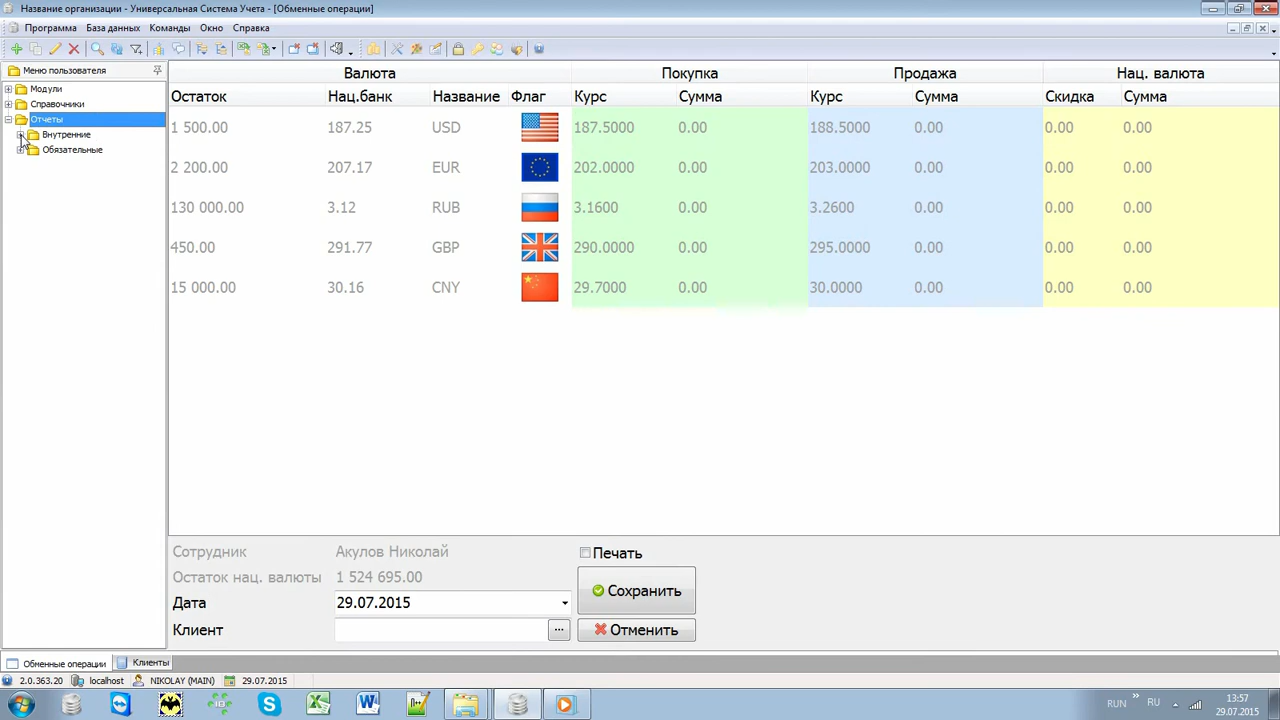 Название организации - Универсальная Система Учета - [Обменные операции]
Программа База данных Команды Окно Справка
Меню пользователя
Модули
Справочники
Отчеты
Внутренние
Обязательные
Валюта Покупка Продажа Нац. валюта
Остаток Нац.банк Название Флаг Курс Сумма Курс Сумма Скидка Сумма
1 500.00 187.25 USD 187.5000 0.00 188.5000 0.00 0.00 0.00
2 200.00 207.17 EUR 202.0000 0.00 203.0000 0.00 0.00 0.00
130 000.00 3.12 RUB 3.1600 0.00 3.2600 0.00 0.00 0.00
450.00 291.77 GBP 290.0000 0.00 295.0000 0.00 0.00 0.00
15 000.00 30.16 CNY 29.7000 0.00 30.0000 0.00 0.00 0.00
Сотрудник Акулов Николай Печать
Остаток нац. валюты 1 524 695.00
Сохранить
Дата 29.07.2015
Клиент ... Отменить
Обменные операции Клиенты
2.0.363.20 localhost NIKOLAY (MAIN) 29.07.2015
RUN RU 13:57
29.07.2015